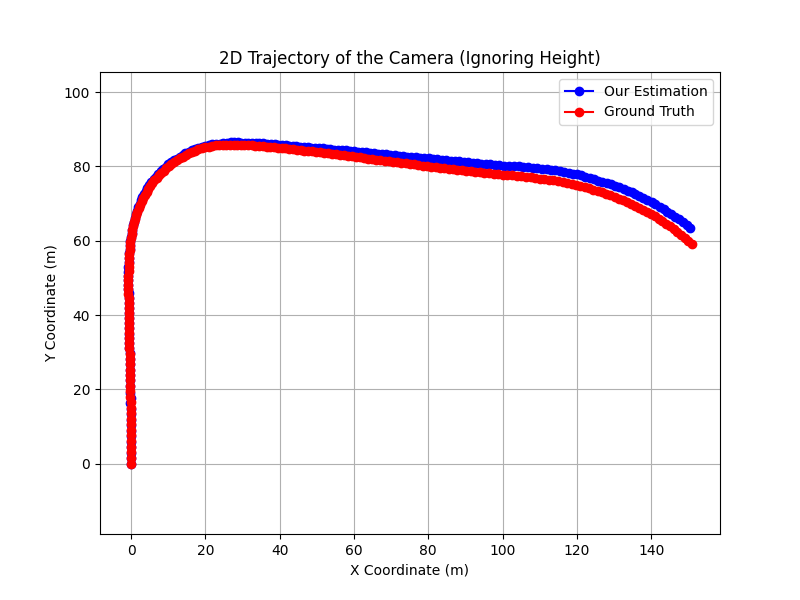 2D Trajectory of the Camera (Ignoring Height)
Our Estimation
Ground Truth
Y Coordinate (m)
100
80
60
40
20
0
0 20 40 60 80 100 120 140
X Coordinate (m)